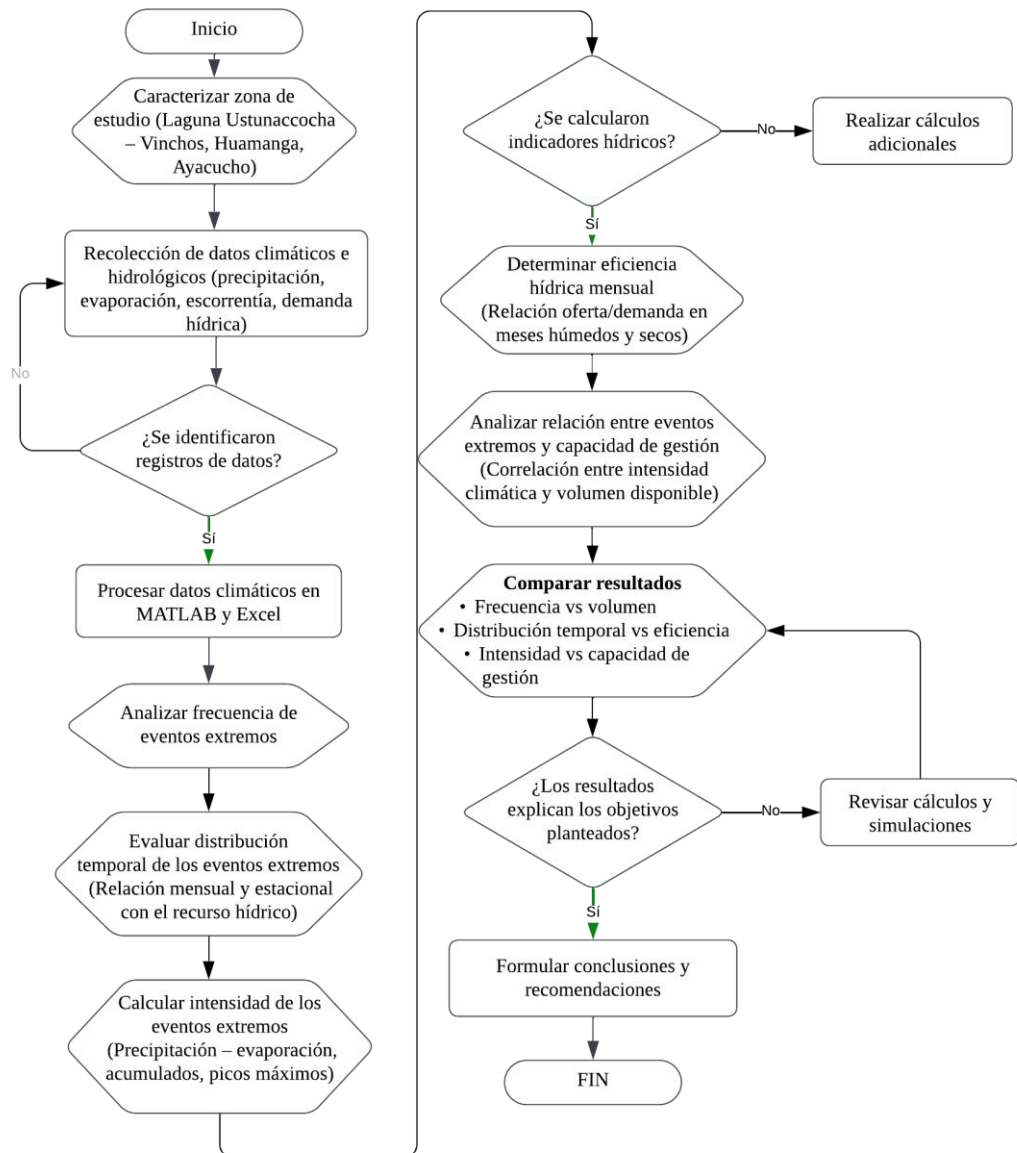 Inicio
Caracterizar zona de
estudio (Laguna Ustunaccocha
– Vinchos, Huamanga,
Ayacucho)
Recolección de datos climáticos e
hidrológicos (precipitación,
evaporación, escorrentía, demanda
hídrica)
No
¿Se identificaron
registros de datos?
Sí
Procesar datos climáticos en
MATLAB y Excel
Analizar frecuencia de
eventos extremos
Evaluar distribución
temporal de los eventos extremos
(Relación mensual y estacional
con el recurso hídrico)
Calcular intensidad de los
eventos extremos
(Precipitación – evaporación,
acumulados, picos máximos)
¿Se calcularon
indicadores hídricos?
No
Realizar cálculos
adicionales
Sí
Determinar eficiencia
hídrica mensual
(Relación oferta/demanda en
meses húmedos y secos)
Analizar relación entre eventos
extremos y capacidad de gestión
(Correlación entre intensidad
climática y volumen disponible)
Comparar resultados
• Frecuencia vs volumen
• Distribución temporal vs eficiencia
• Intensidad vs capacidad de
gestión
¿Los resultados
explican los objetivos
planteados?
No
Revisar cálculos y
simulaciones
Sí
Formular conclusiones y
recomendaciones
FIN